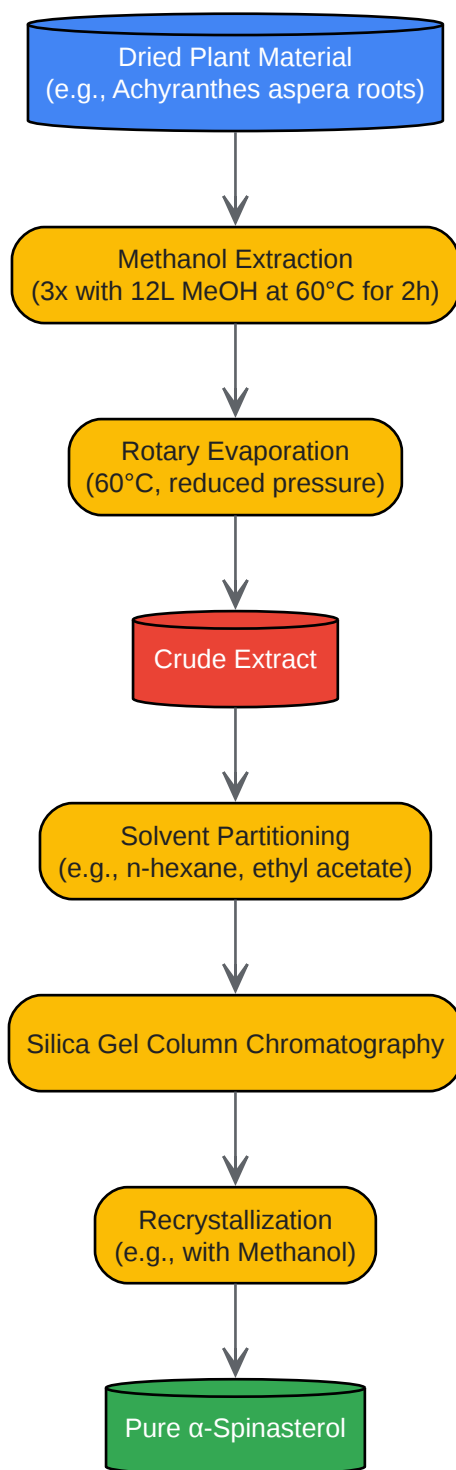 Dried Plant Material
(e.g., Achyranthes aspera roots)
Methanol Extraction
(3x with 12L MeOH at 60°C for 2h)
Rotary Evaporation
(60°C, reduced pressure)
Crude Extract
Solvent Partitioning
(e.g., n-hexane, ethyl acetate)
Silica Gel Column Chromatography
Recrystallization
(e.g., with Methanol)
Pure α-Spinasterol